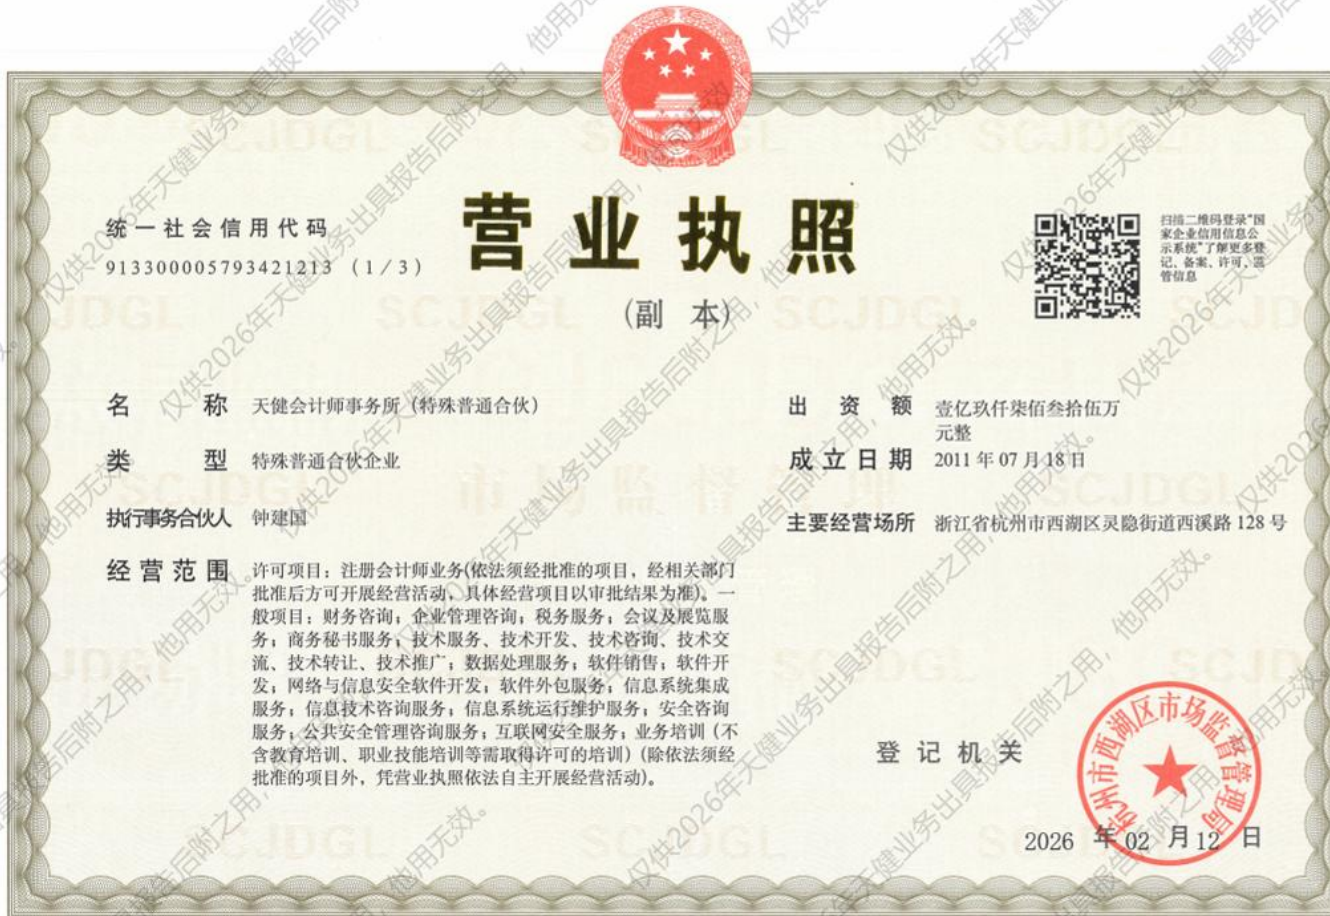 营业执照
(副 本)
统一社会信用代码
913300005793421213 (1/3)
扫描二维码登录“国
家企业信用信息公
示系统”了解更多登
记、备案、许可、监
管信息
名 称 天健会计师事务所(特殊普通合伙)
类 型 特殊普通合伙企业
执行事务合伙人 钟建国
经营范围 许可项目:注册会计师业务(依法须经批准的项目,经相关部门
批准后方可开展经营活动,具体经营项目以审批结果为准)。一
般项目:财务咨询;企业管理咨询;税务服务;会议及展览服
务;商务秘书服务;技术服务、技术开发、技术咨询、技术交
流、技术转让、技术推广;数据处理服务;软件销售;软件开
发;网络与信息安全软件开发;软件外包服务;信息系统集成
服务;信息技术咨询服务;信息系统运行维护服务;安全咨询
服务;公共安全管理咨询服务;互联网安全服务;业务培训(不
含教育培训、职业技能培训等需取得许可的培训)(除依法须经
批准的项目外,凭营业执照依法自主开展经营活动)。
出 资 额 壹亿玖仟柒佰叁拾伍万
元整
成立日期 2011年07月18日
主要经营场所 浙江省杭州市西湖区灵隐街道西溪路128号
登记机关
杭州市西湖区市场监督管理局
2026 年 02 月 12 日
仅供2026年天健业务出具报告后附之用,他用无效。
SCJDGL
市场监督管理